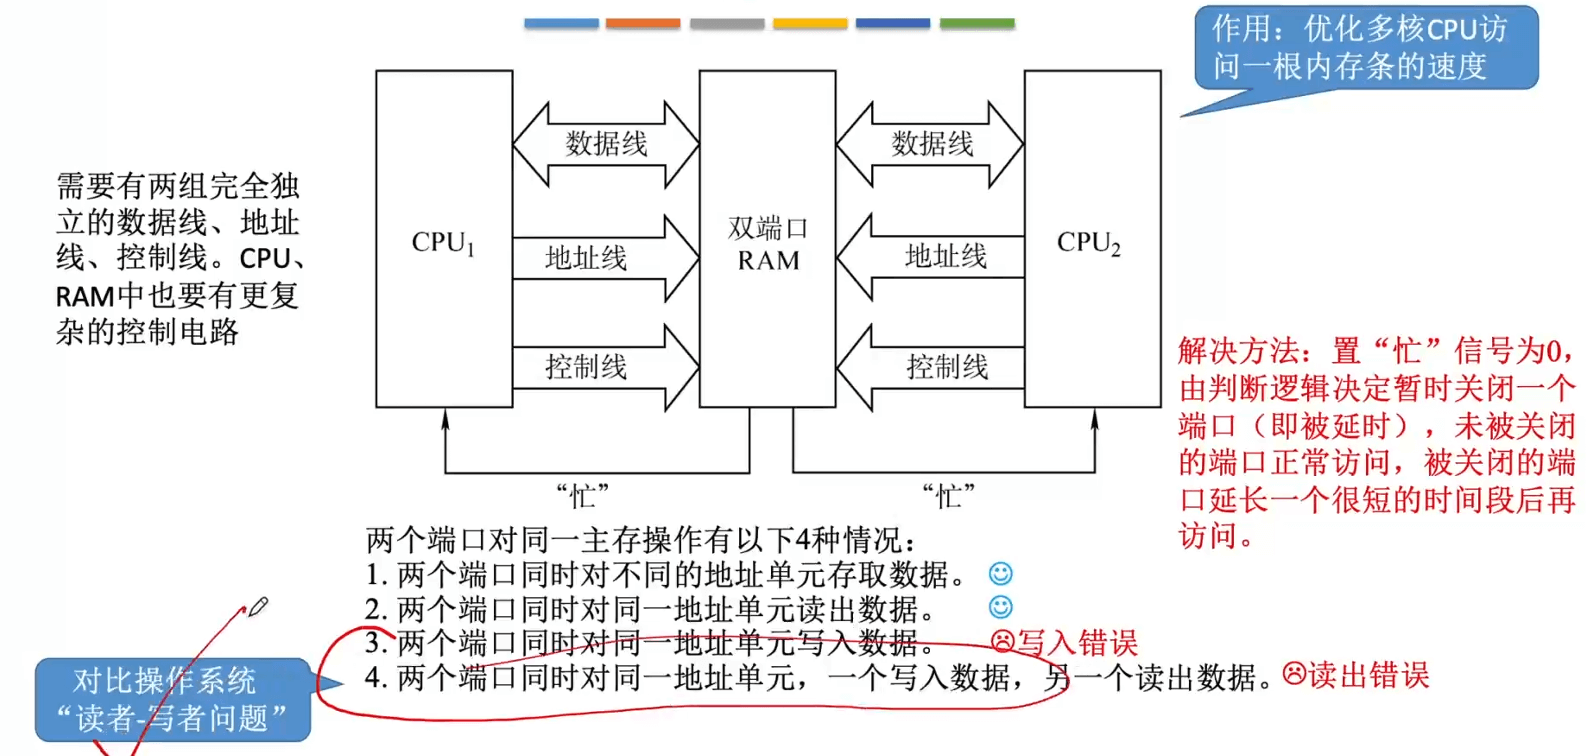 作用：优化多核CPU访
问一根内存条的速度
需要有两组完全独
立的数据线、地址
线、控制线。CPU、
RAM中也要有更复
杂的控制电路
CPU1
数据线
地址线
控制线
双端口
RAM
数据线
地址线
控制线
CPU2
“忙”
“忙”
解决方法：置“忙”信号为0，
由判断逻辑决定暂时关闭一个
端口（即被延时），未被关闭
的端口正常访问，被关闭的端
口延长一个很短的时间段后再
访问。
两个端口对同一主存操作有以下4种情况：
1. 两个端口同时对不同的地址单元存取数据。
2. 两个端口同时对同一地址单元读出数据。
3. 两个端口同时对同一地址单元写入数据。 写入错误
4. 两个端口同时对同一地址单元，一个写入数据，另一个读出数据。 读出错误
对比操作系统
“读者-写者问题”